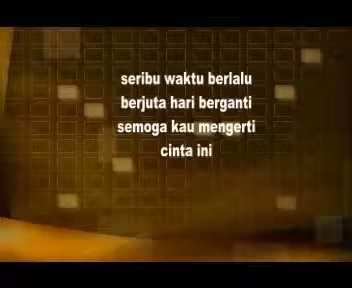 seribu waktu berlalu
berjuta hari berganti
semoga kau mengerti
cinta ini